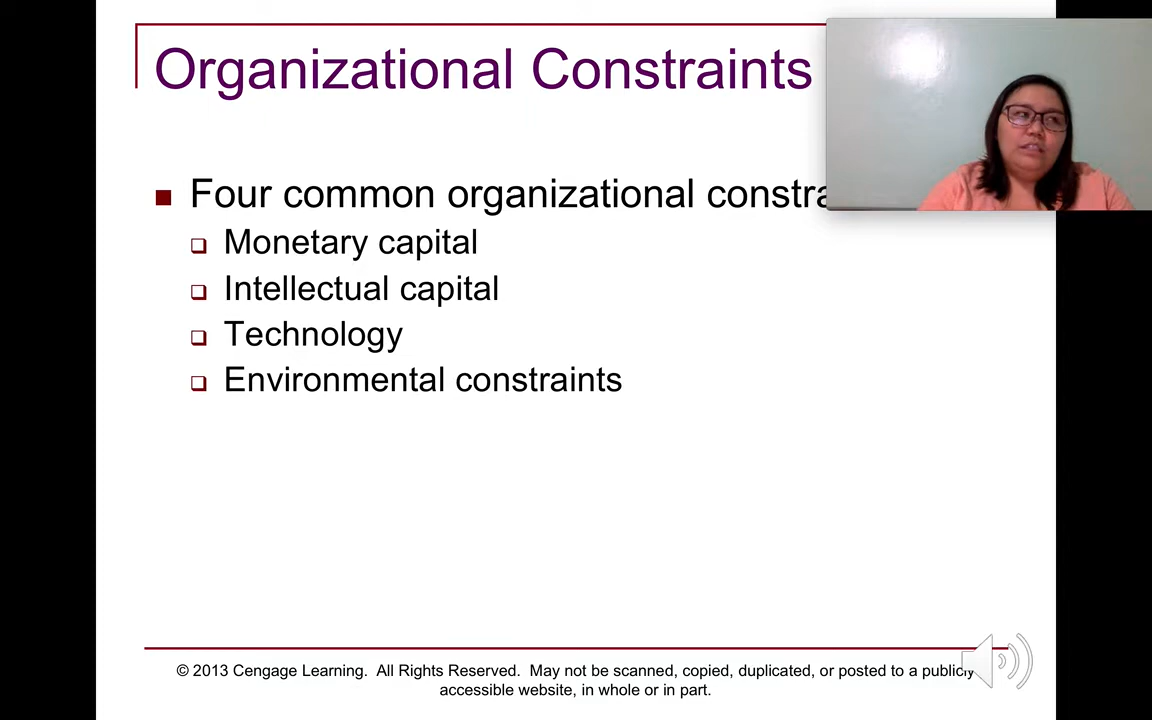 Organizational Constraints
Four common organizational
Monetary capital
Intellectual capital
Technology
Environmental constraints
© 2013 Cengage Learning. All Rights Reserved. May not be scanned, copied, duplicated, or posted to a publicly
accessible website, in whole or in part.